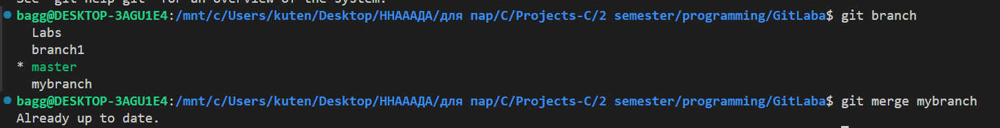 See 'git help git' for an overview of the system.
bagg@DESKTOP-3AGU1E4:/mnt/c/Users/kuten/Desktop/ННАААДА/для пар/C/Projects-C/2 semester/programming/GitLaba$ git branch
  Labs
  branch1
* master
  mybranch
bagg@DESKTOP-3AGU1E4:/mnt/c/Users/kuten/Desktop/ННАААДА/для пар/C/Projects-C/2 semester/programming/GitLaba$ git merge mybranch
Already up to date.